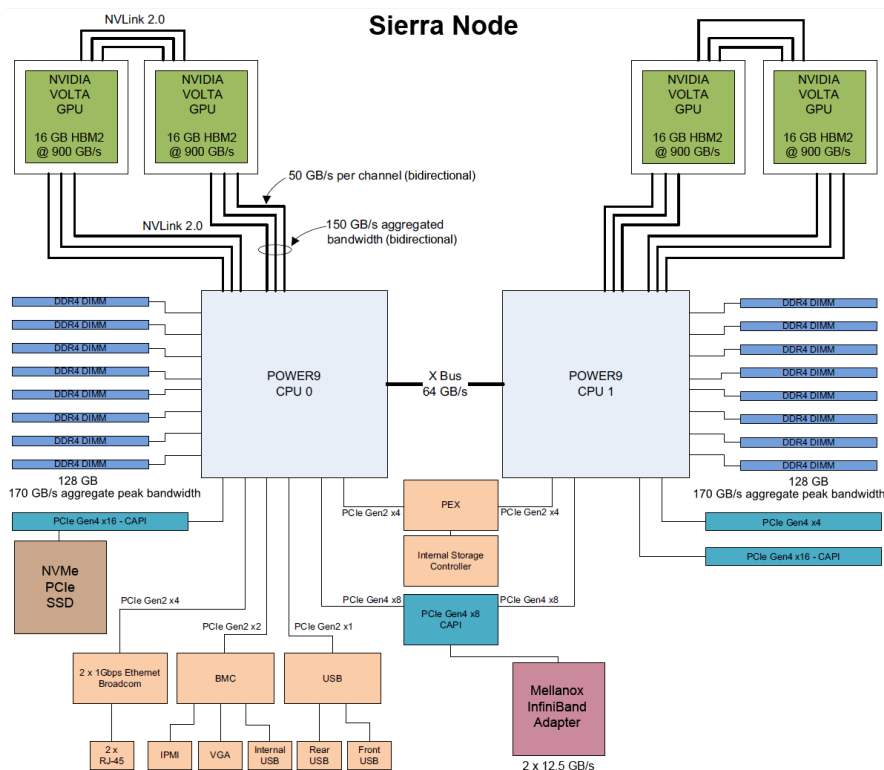 Sierra Node
NVLink 2.0
NVIDIA
VOLTA
GPU
16 GB HBM2
@ 900 GB/s
NVIDIA
VOLTA
GPU
16 GB HBM2
@ 900 GB/s
NVIDIA
VOLTA
GPU
16 GB HBM2
@ 900 GB/s
NVIDIA
VOLTA
GPU
16 GB HBM2
@ 900 GB/s
50 GB/s per channel (bidirectional)
NVLink 2.0
150 GB/s aggregated
bandwidth (bidirectional)
DDR4 DIMM
DDR4 DIMM
DDR4 DIMM
DDR4 DIMM
DDR4 DIMM
DDR4 DIMM
DDR4 DIMM
DDR4 DIMM
128 GB
170 GB/s aggregate peak bandwidth
POWER9
CPU 0
X Bus
64 GB/s
POWER9
CPU 1
DDR4 DIMM
DDR4 DIMM
DDR4 DIMM
DDR4 DIMM
DDR4 DIMM
DDR4 DIMM
DDR4 DIMM
DDR4 DIMM
128 GB
170 GB/s aggregate peak bandwidth
PCIe Gen4 x16 - CAPI
NVMe
PCIe
SSD
PCIe Gen2 x4
PEX
PCIe Gen2 x4
Internal Storage
Controller
PCIe Gen4 x4
PCIe Gen4 x16 - CAPI
PCIe Gen4 x8
PCIe Gen4 x8
CAPI
PCIe Gen4 x8
PCIe Gen2 x4
PCIe Gen2 x2
PCIe Gen2 x1
2 x 1Gbps Ethernet
Broadcom
BMC
USB
Mellanox
InfiniBand
Adapter
2 x
RJ-45
IPMI
VGA
Internal
USB
Rear
USB
Front
USB
2 x 12.5 GB/s